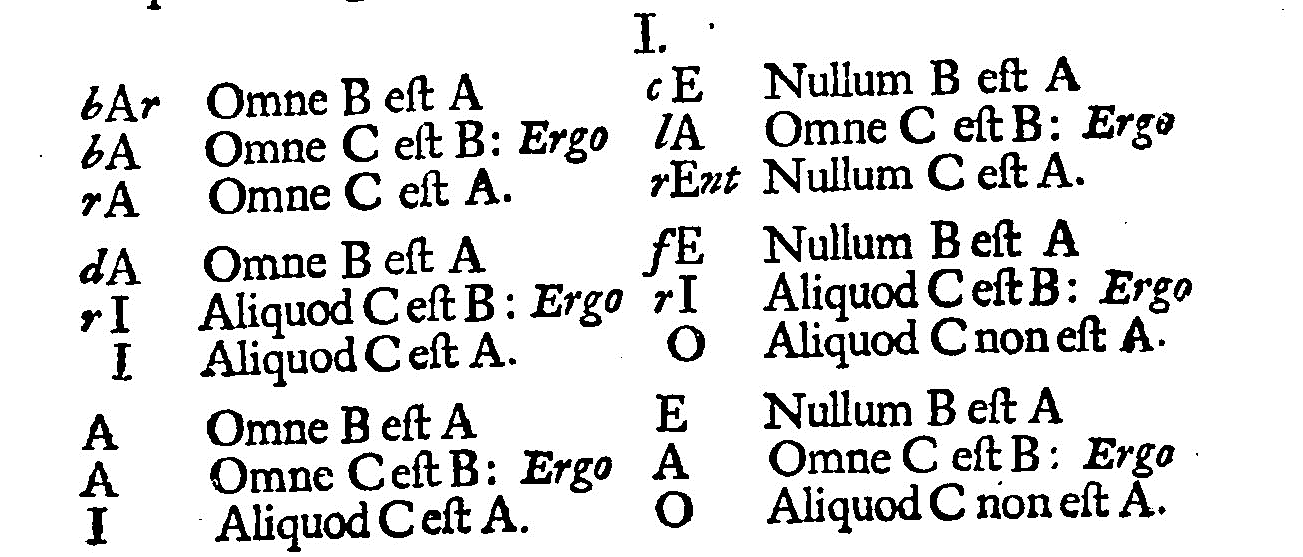 I.
bAr Omne B eſt A
bA Omne C eſt B: Ergo
rA Omne C eſt A.
cE Nullum B eſt A
lA Omne C eſt B: Ergo
rEnt Nullum C eſt A.
dA Omne B eſt A
rI Aliquod C eſt B: Ergo
I Aliquod C eſt A.
fE Nullum B eſt A
rI Aliquod C eſt B: Ergo
O Aliquod C non eſt A.
A Omne B eſt A
A Omne C eſt B: Ergo
I Aliquod C eſt A.
E Nullum B eſt A
A Omne C eſt B: Ergo
O Aliquod C non eſt A.